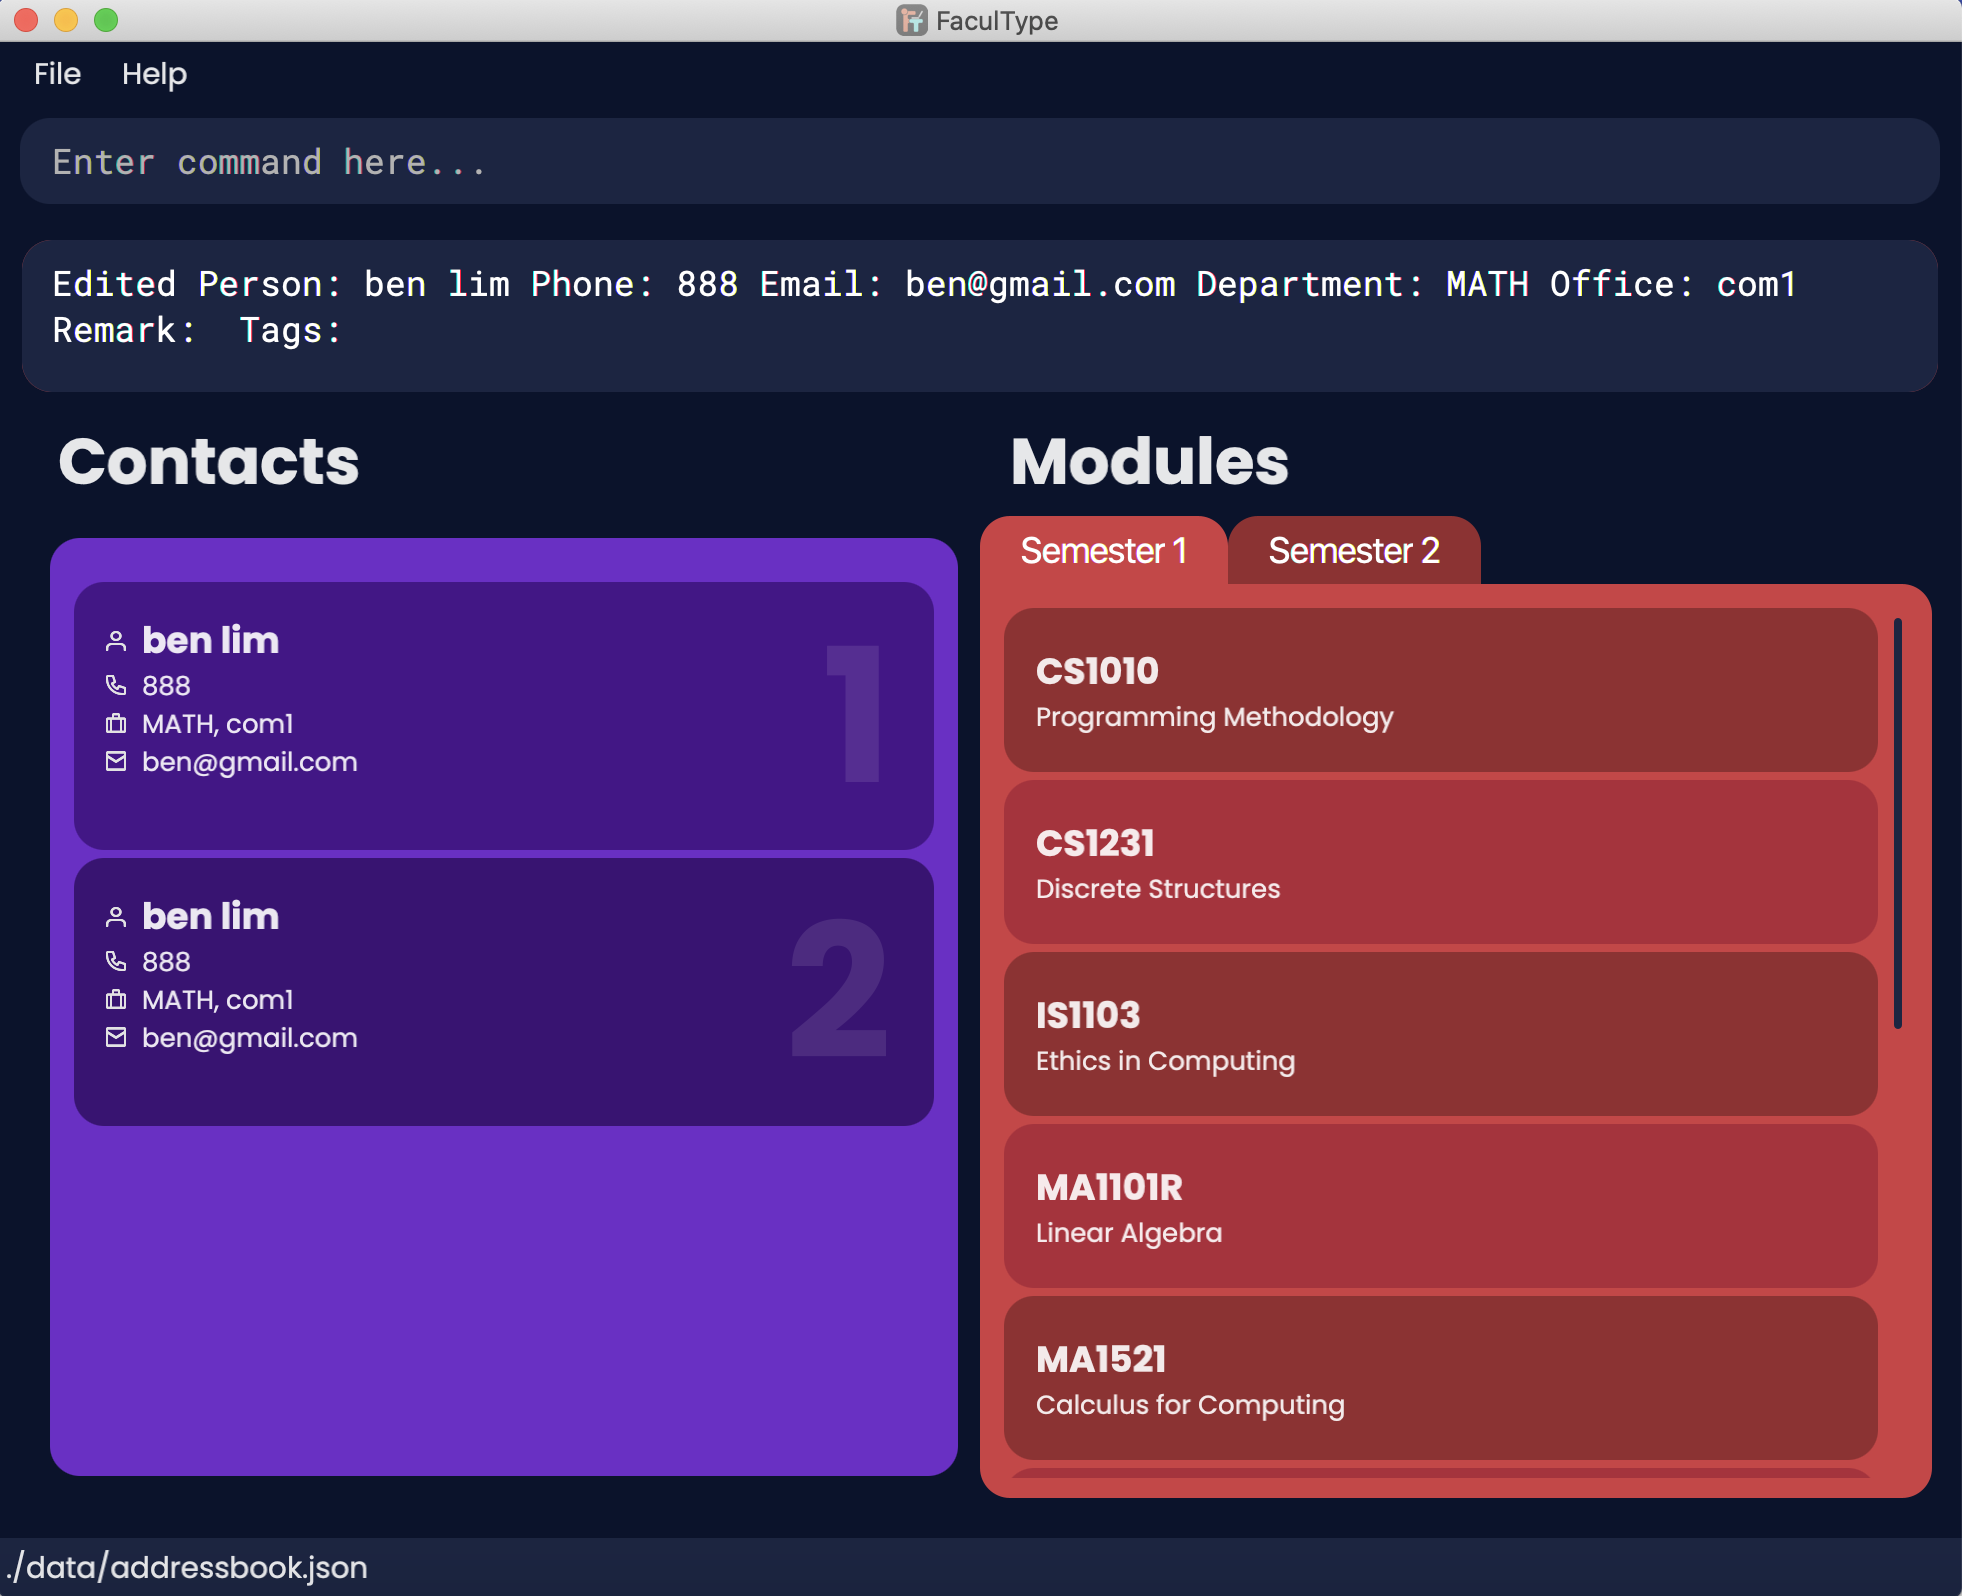 FaculType
File Help
Enter command here...
Edited Person: ben lim Phone: 888 Email: ben@gmail.com Department: MATH Office: com1
Remark:  Tags:
Contacts
ben lim
888
MATH, com1
ben@gmail.com
1
ben lim
888
MATH, com1
ben@gmail.com
2
Modules
Semester 1 Semester 2
CS1010
Programming Methodology
CS1231
Discrete Structures
IS1103
Ethics in Computing
MA1101R
Linear Algebra
MA1521
Calculus for Computing
./data/addressbook.json